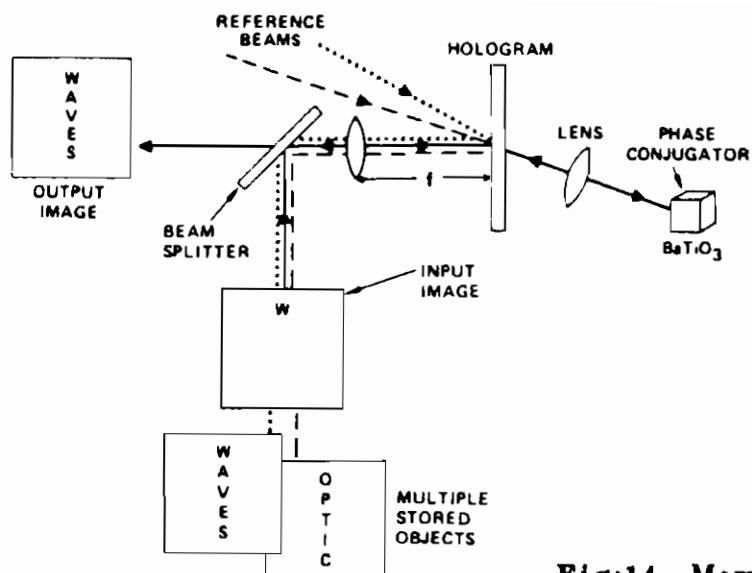 REFERENCE
BEAMS
HOLOGRAM
W
A
V
E
S
OUTPUT
IMAGE
LENS
PHASE
CONJUGATOR
BaTiO3
f
BEAM
SPLITTER
INPUT
IMAGE
W
W
A
V
E
S
O
P
T
I
C
MULTIPLE
STORED
OBJECTS